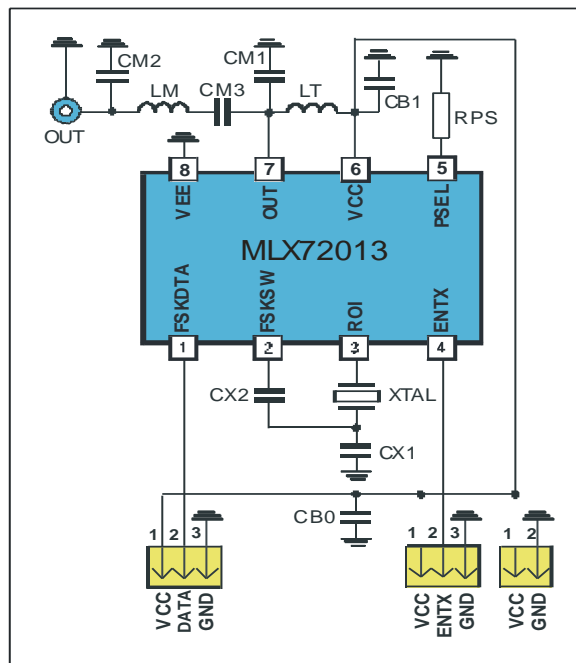 CM2
CM1
LM
CM3
LT
CB1
RPS
OUT
8
7
6
5
VEE
OUT
VCC
PSEL
MLX72013
FSKDTA
FSKSW
ROI
ENTX
1
2
3
4
CX2
XTAL
CX1
CB0
1 2 3
1 2 3
1 2
VCC
DATA
GND
VCC
ENTX
GND
VCC
GND